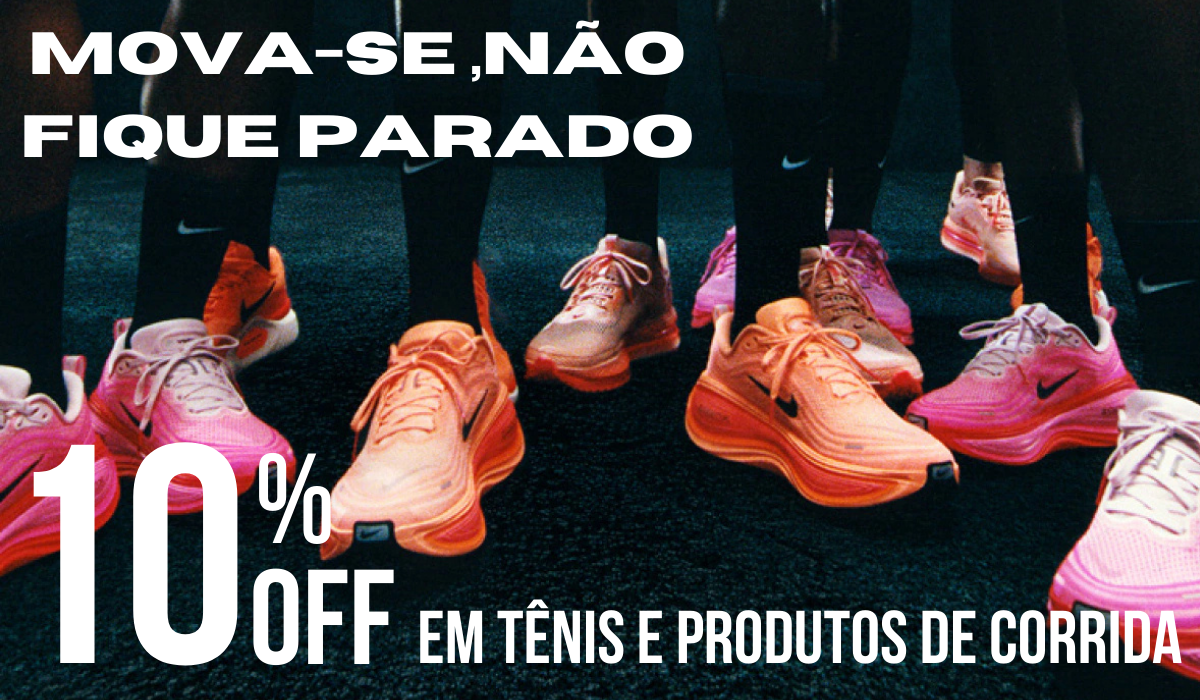 MOVA-SE ,NÃO
FIQUE PARADO
10% OFF EM TÊNIS E PRODUTOS DE CORRIDA